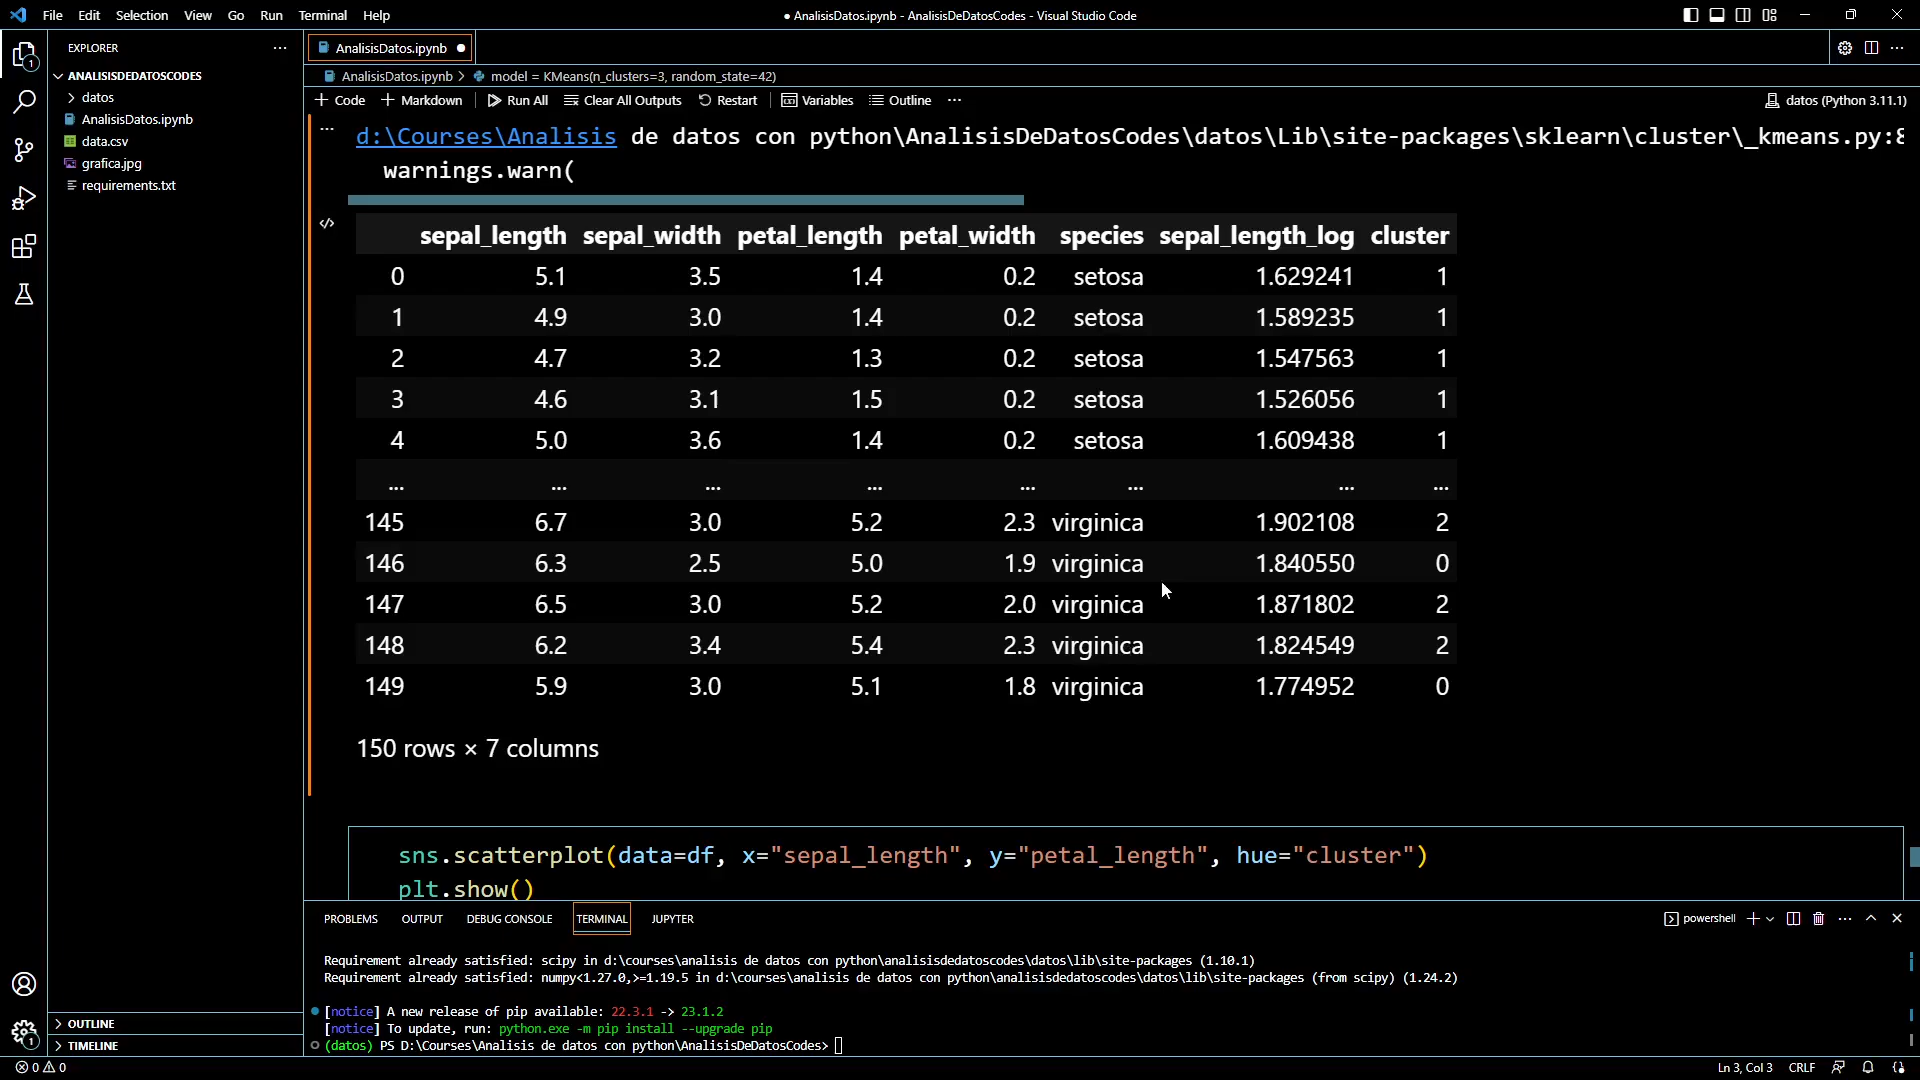 File Edit Selection View Go Run Terminal Help
● AnalisisDatos.ipynb - AnalisisDeDatosCodes - Visual Studio Code
EXPLORER
ANALISISDEDATOSCODES
datos
AnalisisDatos.ipynb
data.csv
grafica.jpg
requirements.txt
OUTLINE
TIMELINE
AnalisisDatos.ipynb
AnalisisDatos.ipynb > model = KMeans(n_clusters=3, random_state=42)
+ Code + Markdown Run All Clear All Outputs Restart Variables Outline ...
datos (Python 3.11.1)
d:\Courses\Analisis de datos con python\AnalisisDeDatosCodes\datos\Lib\site-packages\sklearn\cluster\_kmeans.py:8
warnings.warn(
sepal_length sepal_width petal_length petal_width species sepal_length_log cluster
0 5.1 3.5 1.4 0.2 setosa 1.629241 1
1 4.9 3.0 1.4 0.2 setosa 1.589235 1
2 4.7 3.2 1.3 0.2 setosa 1.547563 1
3 4.6 3.1 1.5 0.2 setosa 1.526056 1
4 5.0 3.6 1.4 0.2 setosa 1.609438 1
... ... ... ... ... ... ... ...
145 6.7 3.0 5.2 2.3 virginica 1.902108 2
146 6.3 2.5 5.0 1.9 virginica 1.840550 0
147 6.5 3.0 5.2 2.0 virginica 1.871802 2
148 6.2 3.4 5.4 2.3 virginica 1.824549 2
149 5.9 3.0 5.1 1.8 virginica 1.774952 0
150 rows × 7 columns
sns.scatterplot(data=df, x="sepal_length", y="petal_length", hue="cluster")
plt.show()
PROBLEMS OUTPUT DEBUG CONSOLE TERMINAL JUPYTER
powershell
Requirement already satisfied: scipy in d:\courses\analisis de datos con python\analisisdedatoscodes\datos\lib\site-packages (1.10.1)
Requirement already satisfied: numpy<1.27.0,>=1.19.5 in d:\courses\analisis de datos con python\analisisdedatoscodes\datos\lib\site-packages (from scipy) (1.24.2)
[notice] A new release of pip available: 22.3.1 -> 23.1.2
[notice] To update, run: python.exe -m pip install --upgrade pip
(datos) PS D:\Courses\Analisis de datos con python\AnalisisDeDatosCodes>
1
1
0 0
Ln 3, Col 3 CRLF